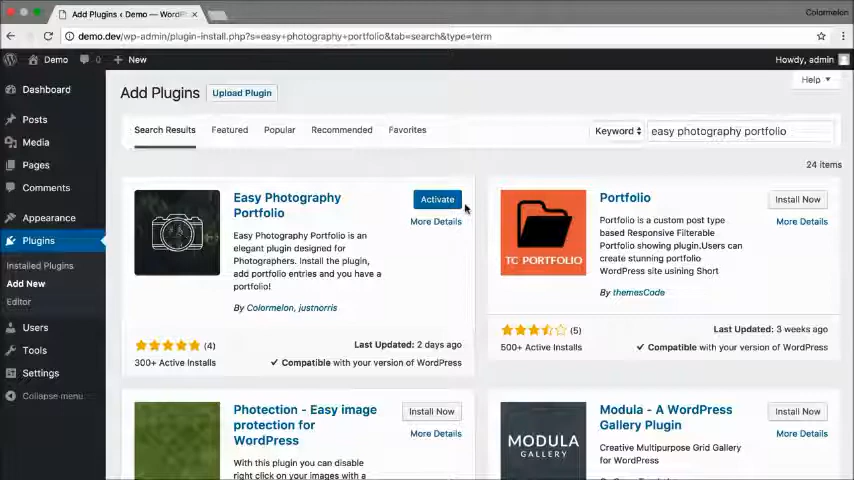 Add Plugins ‹ Demo — WordPr
Colormelon
demo.dev/wp-admin/plugin-install.php?s=easy+photography+portfolio&tab=search&type=term
Demo
0
+ New
Howdy, admin
Help ▼
Dashboard
Posts
Media
Pages
Comments
Appearance
Plugins
Installed Plugins
Add New
Editor
Users
Tools
Settings
Collapse menu
Add Plugins
Upload Plugin
Search Results
Featured
Popular
Recommended
Favorites
Keyword
easy photography portfolio
24 items
Easy Photography
Portfolio
Activate
More Details
Easy Photography Portfolio is an
elegant plugin designed for
Photographers. Install the plugin,
add portfolio entries and you have a
portfolio!
By Colormelon, justnorris
(4)
300+ Active Installs
Last Updated: 2 days ago
✓ Compatible with your version of WordPress
TC PORTFOLIO
Portfolio
Install Now
More Details
Portfolio is a custom post type
based Responsive Filterable
Portfolio showing plugin.Users can
create stunning portfolio
WordPress site usining Short
By themesCode
(5)
500+ Active Installs
Last Updated: 3 weeks ago
✓ Compatible with your version of WordPress
Photection - Easy image
protection for
WordPress
Install Now
More Details
With this plugin you can disable
right click on your images with a
MODULA
GALLERY
Modula - A WordPress
Gallery Plugin
Install Now
More Details
Creative Multipurpose Grid Gallery
for WordPress